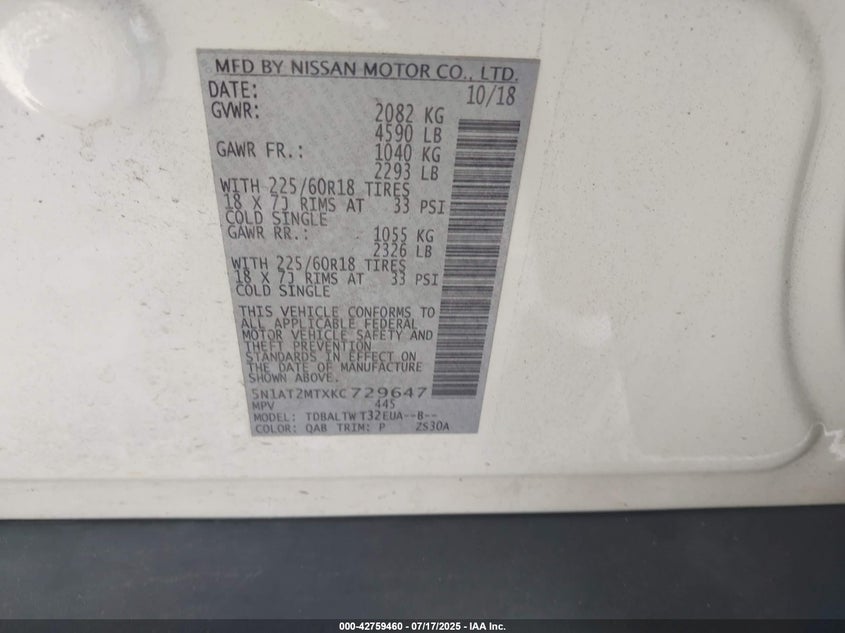 MFD BY NISSAN MOTOR CO., LTD.
DATE: 10/18
GVWR: 2082 KG
4590 LB
GAWR FR.: 1040 KG
2293 LB
WITH 225/60R18 TIRES
18 X 7J RIMS AT 33 PSI
COLD SINGLE
GAWR RR.: 1055 KG
2326 LB
WITH 225/60R18 TIRES
18 X 7J RIMS AT 33 PSI
COLD SINGLE
THIS VEHICLE CONFORMS TO
ALL APPLICABLE FEDERAL
MOTOR VEHICLE SAFETY AND
THEFT PREVENTION
STANDARDS IN EFFECT ON
THE DATE OF MANUFACTURE
SHOWN ABOVE.
5N1AT2MTXKC729647
MPV 445
MODEL: TDBALTWT32EUA--B--
COLOR: QAB TRIM: P ZS30A
000-42759460 - 07/17/2025 - IAA Inc.